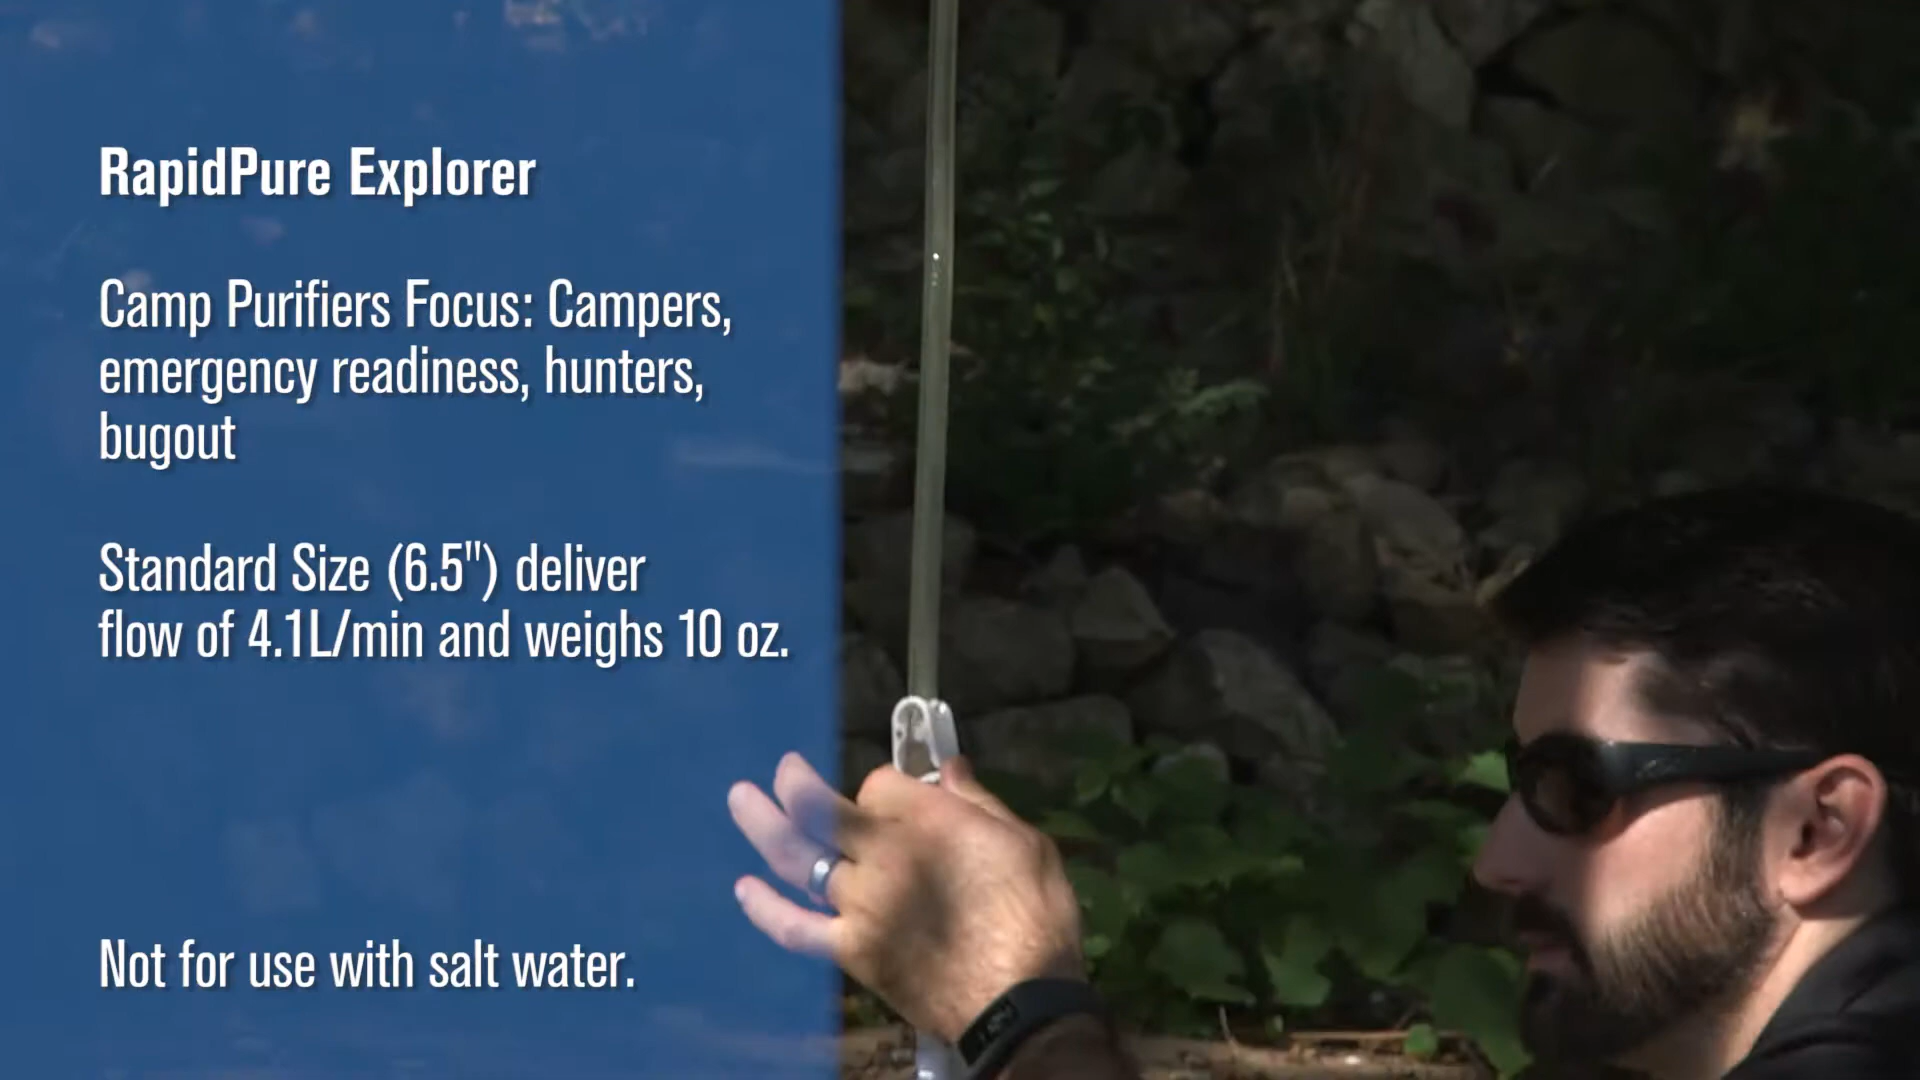 RapidPure Explorer
Camp Purifiers Focus: Campers,
emergency readiness, hunters,
bugout
Standard Size (6.5") deliver
flow of 4.1L/min and weighs 10 oz.
Not for use with salt water.